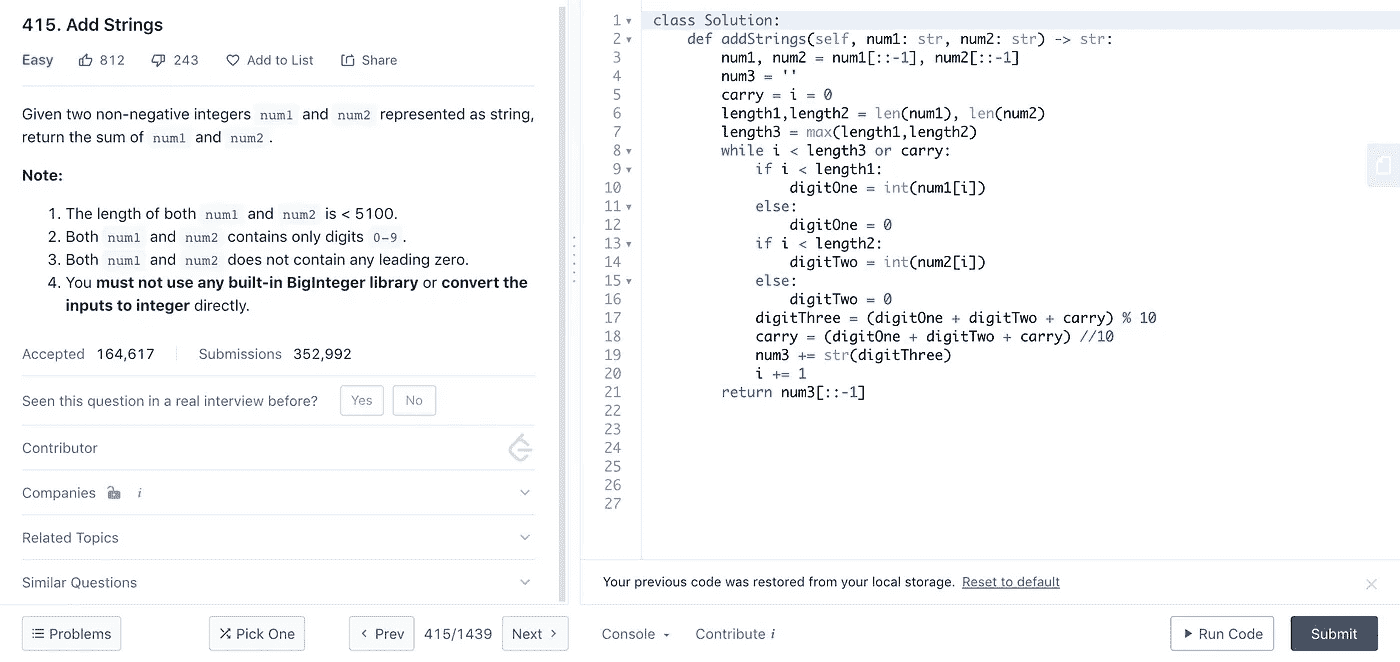 415. Add Strings
Easy 812 243 Add to List Share
Given two non-negative integers num1 and num2 represented as string,
return the sum of num1 and num2 .
Note:
1. The length of both num1 and num2 is < 5100.
2. Both num1 and num2 contains only digits 0-9 .
3. Both num1 and num2 does not contain any leading zero.
4. You must not use any built-in BigInteger library or convert the
inputs to integer directly.
Accepted 164,617 Submissions 352,992
Seen this question in a real interview before? Yes No
Contributor
Companies i
Related Topics
Similar Questions
Problems Pick One Prev 415/1439 Next
1 class Solution:
2 def addStrings(self, num1: str, num2: str) -> str:
3 num1, num2 = num1[::-1], num2[::-1]
4 num3 = ''
5 carry = i = 0
6 length1,length2 = len(num1), len(num2)
7 length3 = max(length1,length2)
8 while i < length3 or carry:
9 if i < length1:
10 digitOne = int(num1[i])
11 else:
12 digitOne = 0
13 if i < length2:
14 digitTwo = int(num2[i])
15 else:
16 digitTwo = 0
17 digitThree = (digitOne + digitTwo + carry) % 10
18 carry = (digitOne + digitTwo + carry) //10
19 num3 += str(digitThree)
20 i += 1
21 return num3[::-1]
22
23
24
25
26
27
Your previous code was restored from your local storage. Reset to default
Console Contribute i Run Code Submit